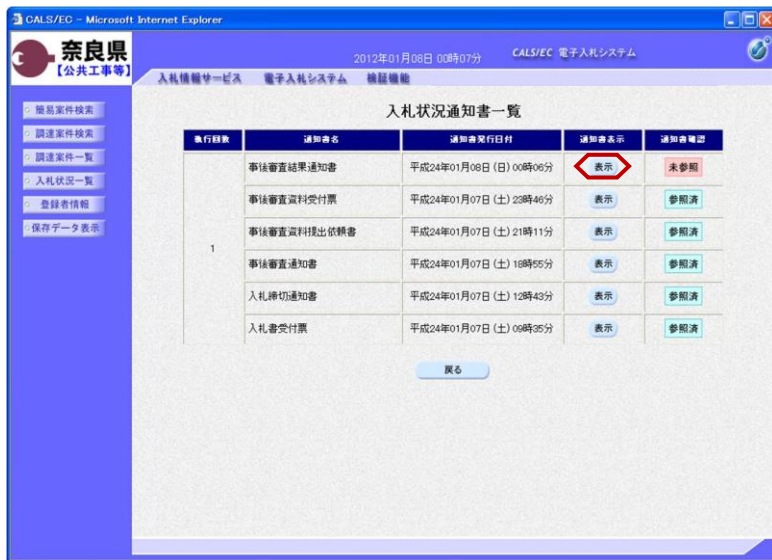 CALS/EC - Microsoft Internet Explorer
奈良県
【公共工事等】
2012年01月08日 00時07分
CALS/EC 電子入札システム
入札情報サービス 電子入札システム 検証機能
簡易案件検索
調達案件検索
調達案件一覧
入札状況一覧
登録者情報
保存データ表示
入札状況通知書一覧
執行回数 通知書名 通知書発行日付 通知書表示 通知書確認
事後審査結果通知書 平成24年01月08日 (日) 00時06分 表示 未参照
事後審査資料受付票 平成24年01月07日 (土) 23時46分 表示 参照済
事後審査資料提出依頼書 平成24年01月07日 (土) 21時11分 表示 参照済
1
事後審査通知書 平成24年01月07日 (土) 18時55分 表示 参照済
入札締切通知書 平成24年01月07日 (土) 12時43分 表示 参照済
入札書受付票 平成24年01月07日 (土) 09時35分 表示 参照済
戻る